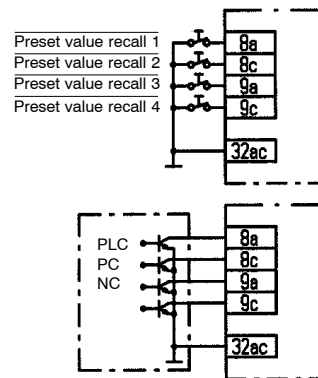 Preset value recall 1
Preset value recall 2
Preset value recall 3
Preset value recall 4
8a
8c
9a
9c
32ac
PLC
PC
NC
8a
8c
9a
9c
32ac